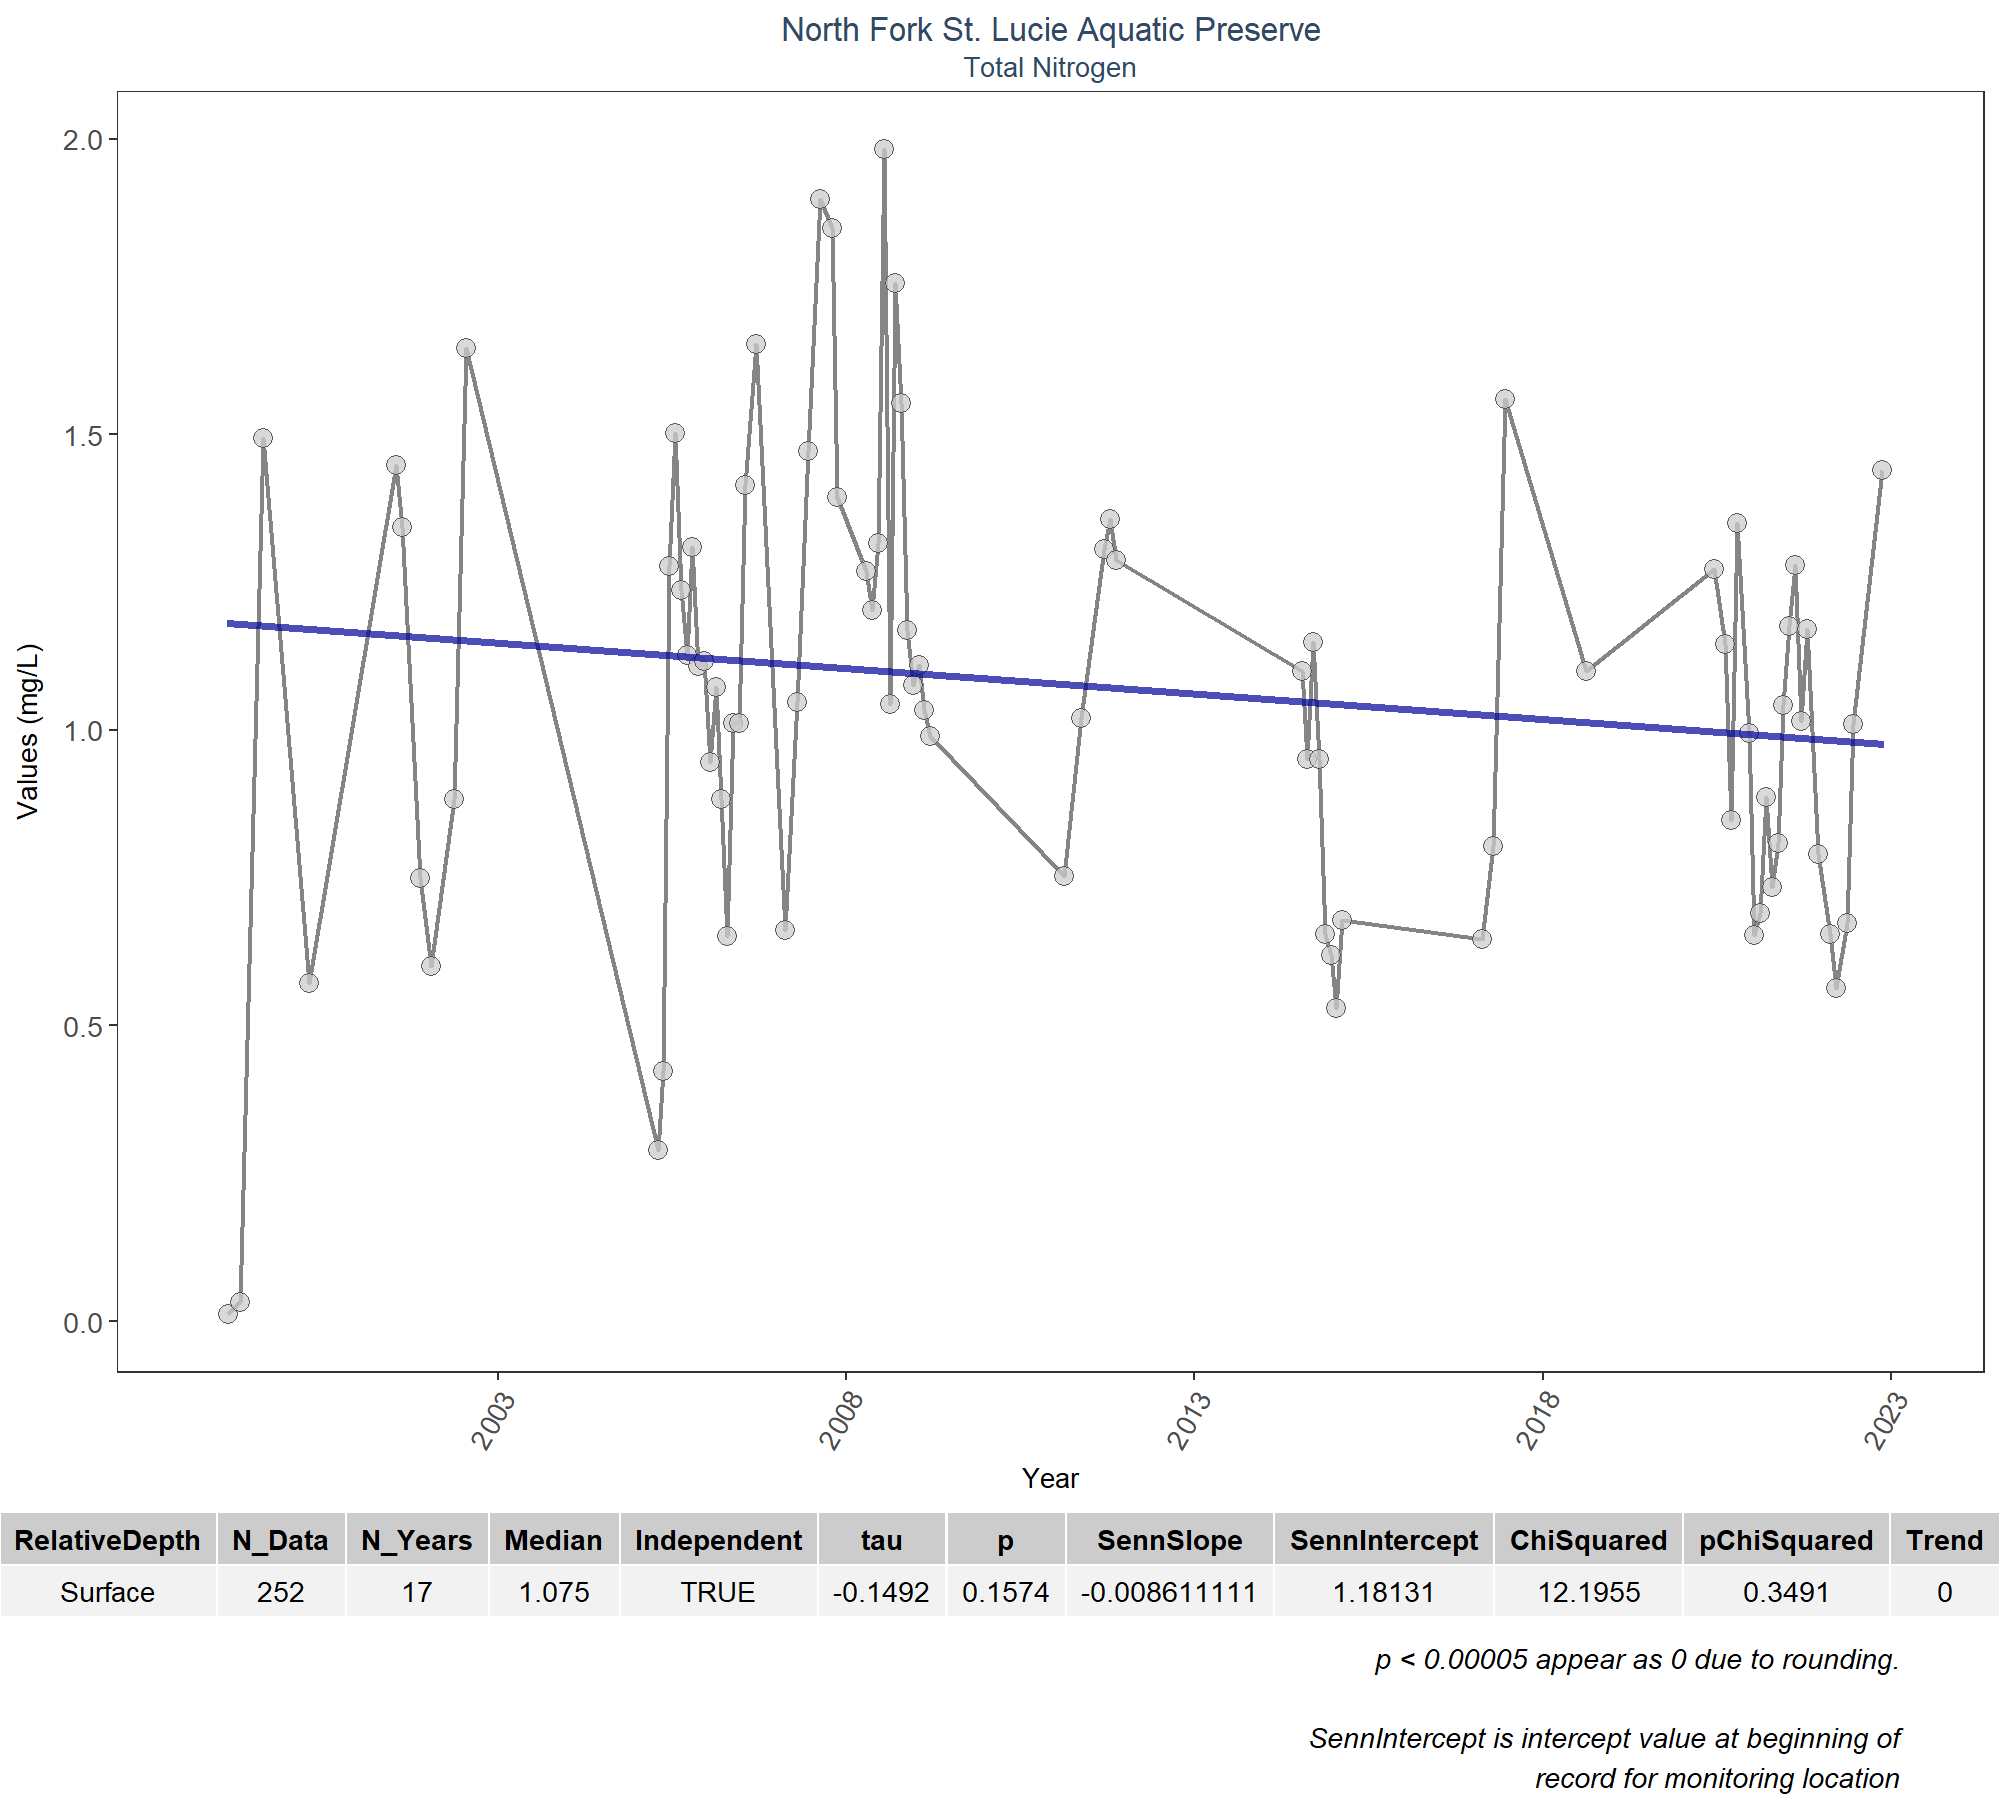 North Fork St. Lucie Aquatic Preserve
Total Nitrogen
2.0
1.5
1.0
0.5
0.0
Values (mg/L)
2003
2008
2013
2018
2023
Year
RelativeDepth N_Data N_Years Median Independent tau p SennSlope SennIntercept ChiSquared pChiSquared Trend
Surface 252 17 1.075 TRUE -0.1492 0.1574 -0.008611111 1.18131 12.1955 0.3491 0
p < 0.00005 appear as 0 due to rounding.
SennIntercept is intercept value at beginning of
record for monitoring location